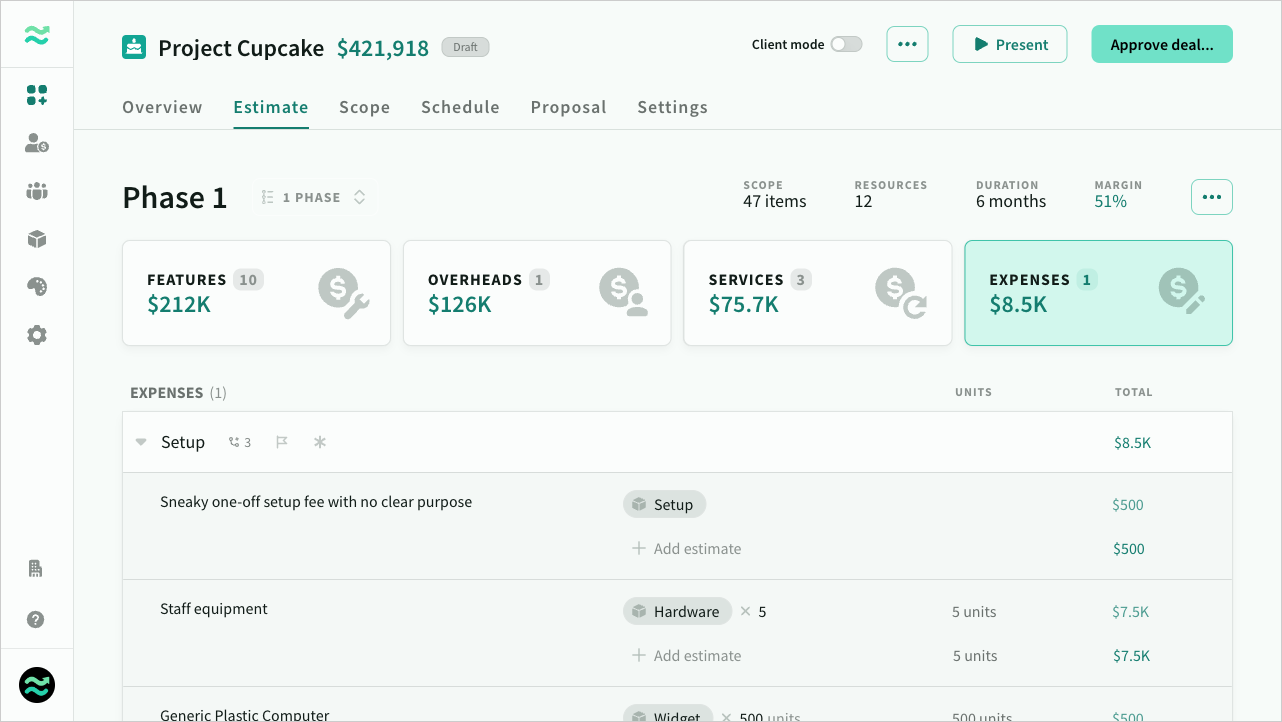 Project Cupcake $421,918 Draft
Client mode
Present
Approve deal...
Overview Estimate Scope Schedule Proposal Settings
Phase 1
1 PHASE
SCOPE
47 items
RESOURCES
12
DURATION
6 months
MARGIN
51%
FEATURES 10
$212K
OVERHEADS 1
$126K
SERVICES 3
$75.7K
EXPENSES 1
$8.5K
EXPENSES (1) UNITS TOTAL
Setup 3 $8.5K
Sneaky one-off setup fee with no clear purpose Setup $500
Add estimate $500
Staff equipment Hardware × 5 5 units $7.5K
Add estimate 5 units $7.5K
Generic Plastic Computer Widget × 500 units 500 units $500